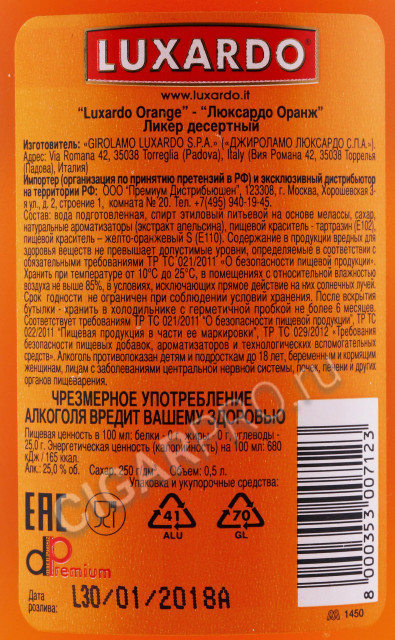 LUXARDO
www.luxardo.it
"Luxardo Orange" - "Люксардо Оранж"
Ликер десертный
Изготовитель: «GIROLAMO LUXARDO S.P.A.» («ДЖИРОЛАМО ЛЮКСАРДО С.П.А.»).
Адрес: Via Romana 42, 35038 Torreglia (Padova), Italy (Виа Романа 42, 35038 Торрелья
(Падова), Италия)
Импортер (организация по принятию претензий в РФ) и эксклюзивный дистрибьютор
на территории РФ: ООО "Премиум Дистрибьюшен", 123308, г. Москва, Хорошевская 3-
я ул., д. 2, строение 1, комната № 20. Тел. +7(495) 940-19-45.
Состав: вода подготовленная, спирт этиловый питьевой на основе мелассы, сахар,
натуральные ароматизаторы (экстракт апельсина), пищевой краситель - тартразин (Е102),
пищевой краситель – желто-оранжевый S (Е110). Содержание в продукции вредных для
здоровья веществ не превышает допустимые уровни, определяемые в соответствии с
обязательными требованиями ТР ТС 021/2011 «О безопасности пищевой продукции».
Хранить при температуре от 10°С до 25°С, в помещениях с относительной влажностью
воздуха не выше 85%, в условиях, исключающих прямое действие на них солнечных лучей.
Срок годности не ограничен при соблюдении условий хранения. После вскрытия
бутылки - хранить в холодильнике с герметичной пробкой не более 6 месяцев.
Соответствует требованиям ТР ТС 021/2011 "О безопасности пищевой продукции", ТР ТС
022/2011 "Пищевая продукция в части ее маркировки", ТР ТС 029/2012 «Требования
безопасности пищевых добавок, ароматизаторов и технологических вспомогательных
средств». Алкоголь противопоказан детям и подросткам до 18 лет, беременным и кормящим
женщинам, лицам с заболеваниями центральной нервной системы, почек, печени и других
органов пищеварения.
ЧРЕЗМЕРНОЕ УПОТРЕБЛЕНИЕ
АЛКОГОЛЯ ВРЕДИТ ВАШЕМУ ЗДОРОВЬЮ
Пищевая ценность в 100 мл: белки - 0 г, жиры - 0 г, углеводы -
25,0 г. Энергетическая ценность (калорийность) на 100 мл: 680
кДж / 165 ккал.
Алк.: 25,0 % об. Сахар: 250 г/дм³. Объем: 0,5 л.
Упаковка и укупорочные средства:
EAC
41
ALU
70
GL
dp Premium
Дата
розлива:
L30/01/2018A
8 000353 007123
1450
CIGARPRO.ru